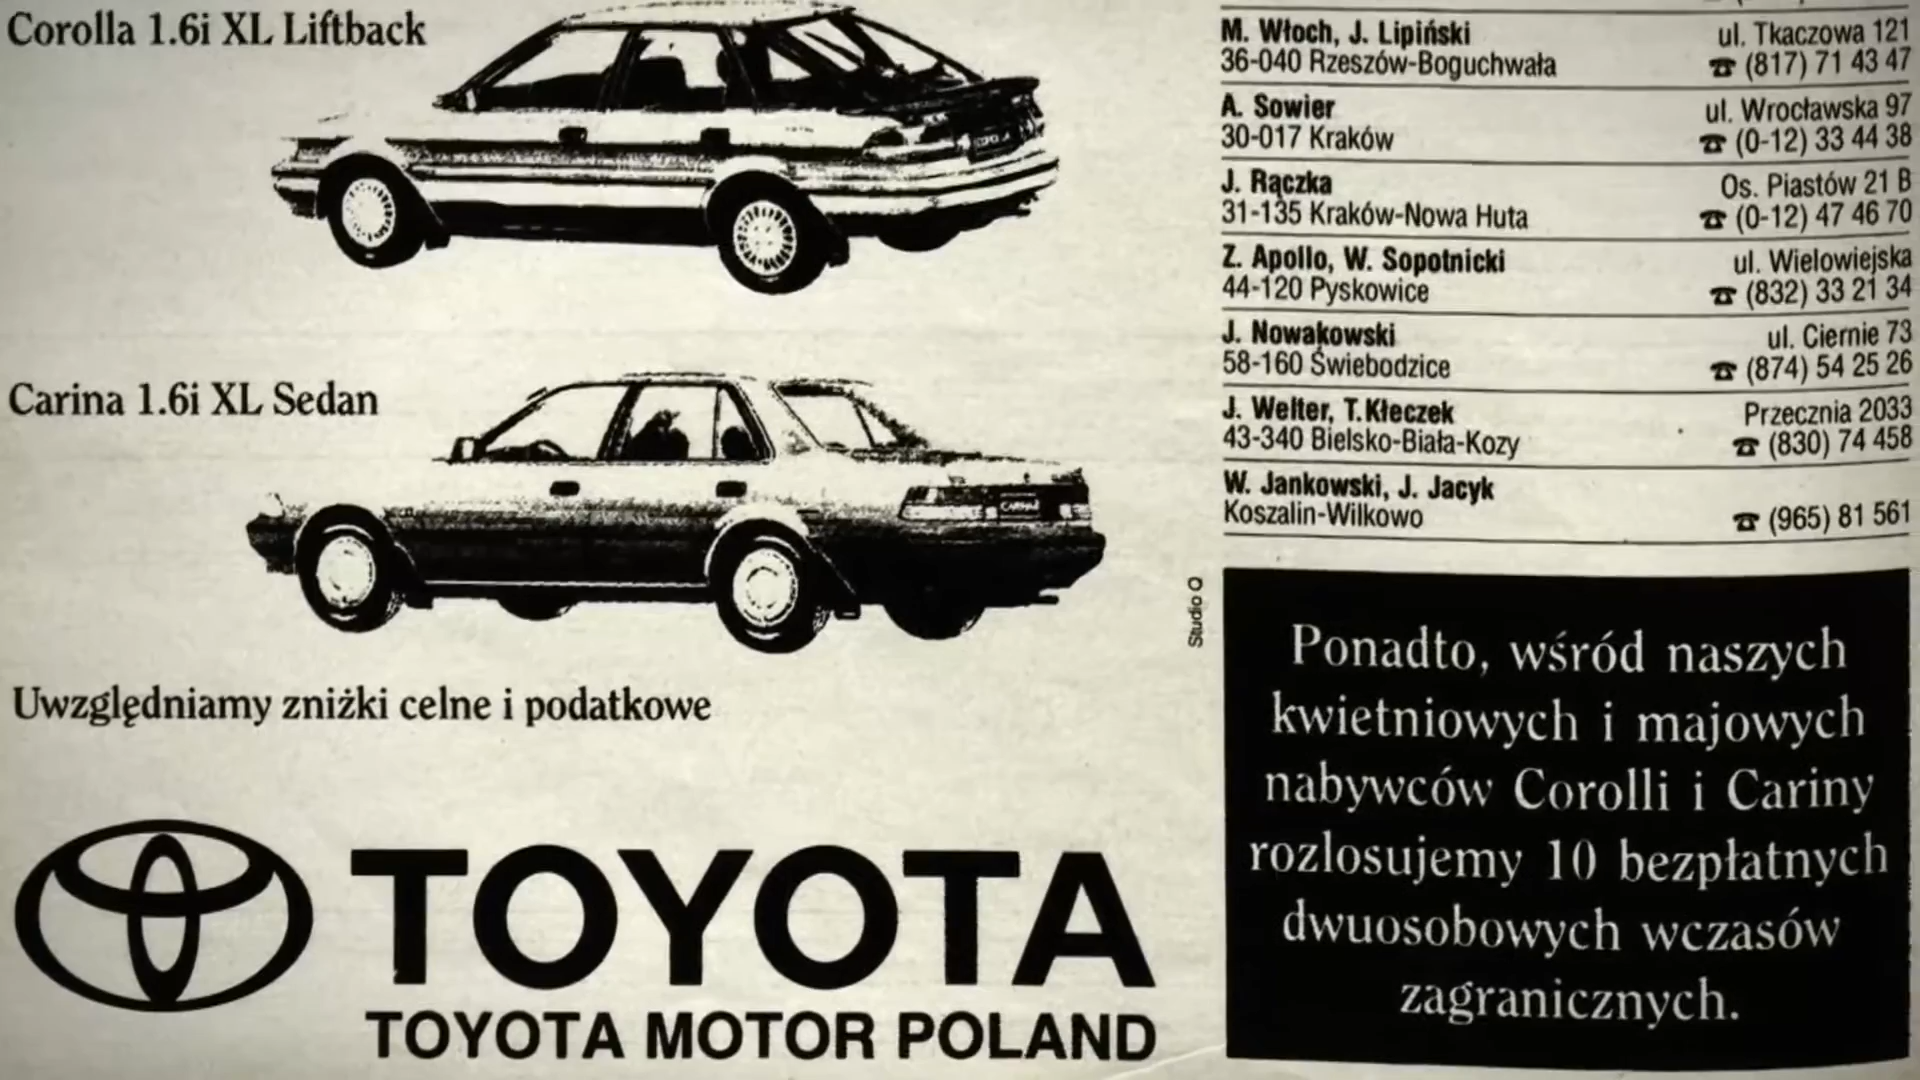 Corolla 1.6i XL Liftback
Carina 1.6i XL Sedan
CARINA
Uwzględniamy zniżki celne i podatkowe
TOYOTA
TOYOTA MOTOR POLAND
M. Włoch, J. Lipiński ul. Tkaczowa 121
36-040 Rzeszów-Boguchwała ☎ (817) 71 43 47
A. Sowier ul. Wrocławska 97
30-017 Kraków ☎ (0-12) 33 44 38
J. Rączka Os. Piastów 21 B
31-135 Kraków-Nowa Huta ☎ (0-12) 47 46 70
Z. Apollo, W. Sopotnicki ul. Wielowiejska
44-120 Pyskowice ☎ (832) 33 21 34
J. Nowakowski ul. Ciernie 73
58-160 Świebodzice ☎ (874) 54 25 26
J. Welter, T.Kłeczek Przecznia 2033
43-340 Bielsko-Biała-Kozy ☎ (830) 74 458
W. Jankowski, J. Jacyk
Koszalin-Wilkowo ☎ (965) 81 561
Studio O
Ponadto, wśród naszych
kwietniowych i majowych
nabywców Corolli i Cariny
rozlosujemy 10 bezpłatnych
dwuosobowych wczasów
zagranicznych.